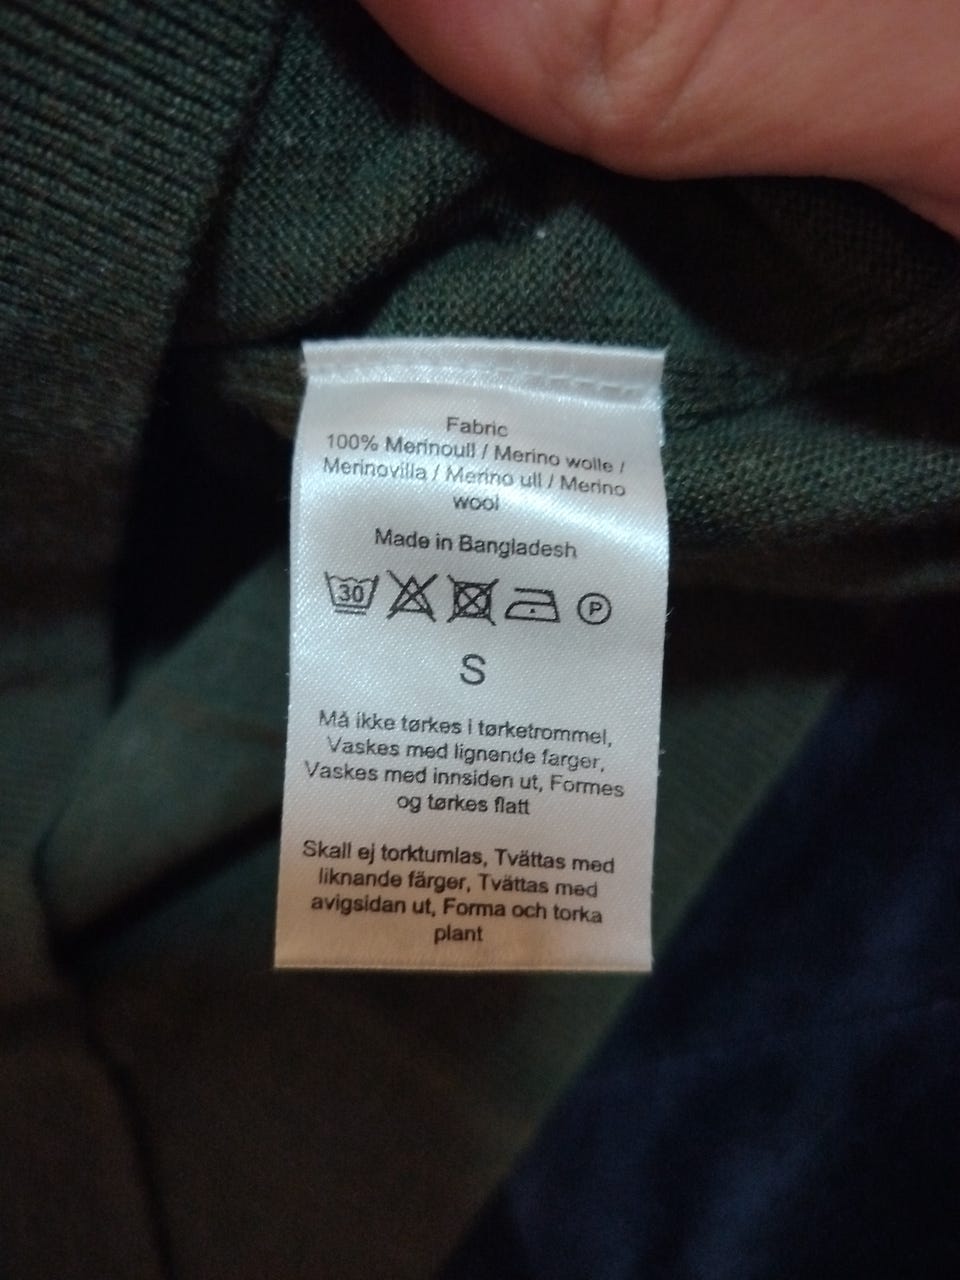 Fabric
100% Merinoull / Merino wolle /
Merinovilla / Merino ull / Merino
wool
Made in Bangladesh
30 P
S
Må ikke tørkes i tørketrommel,
Vaskes med lignende farger,
Vaskes med innsiden ut, Formes
og tørkes flatt
Skall ej torktumlas, Tvättas med
liknande färger, Tvättas med
avigsidan ut, Forma och torka
plant